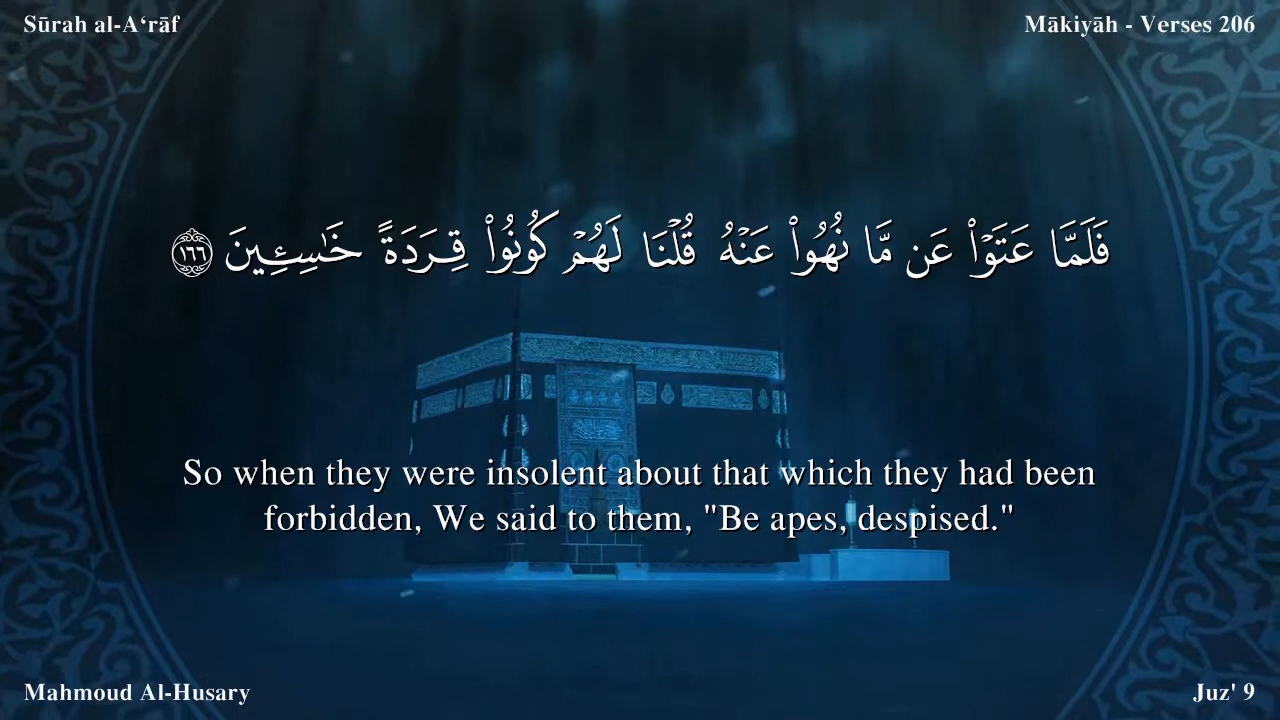 Sūrah al-A‘rāf
Mākiyāh - Verses 206
فَلَمَّا عَتَوْا۟ عَن مَّا نُهُوا۟ عَنْهُ قُلْنَا لَهُمْ كُونُوا۟ قِرَدَةً خَـٰسِـِٔينَ ١٦٦
So when they were insolent about that which they had been
forbidden, We said to them, "Be apes, despised."
Mahmoud Al-Husary
Juz' 9